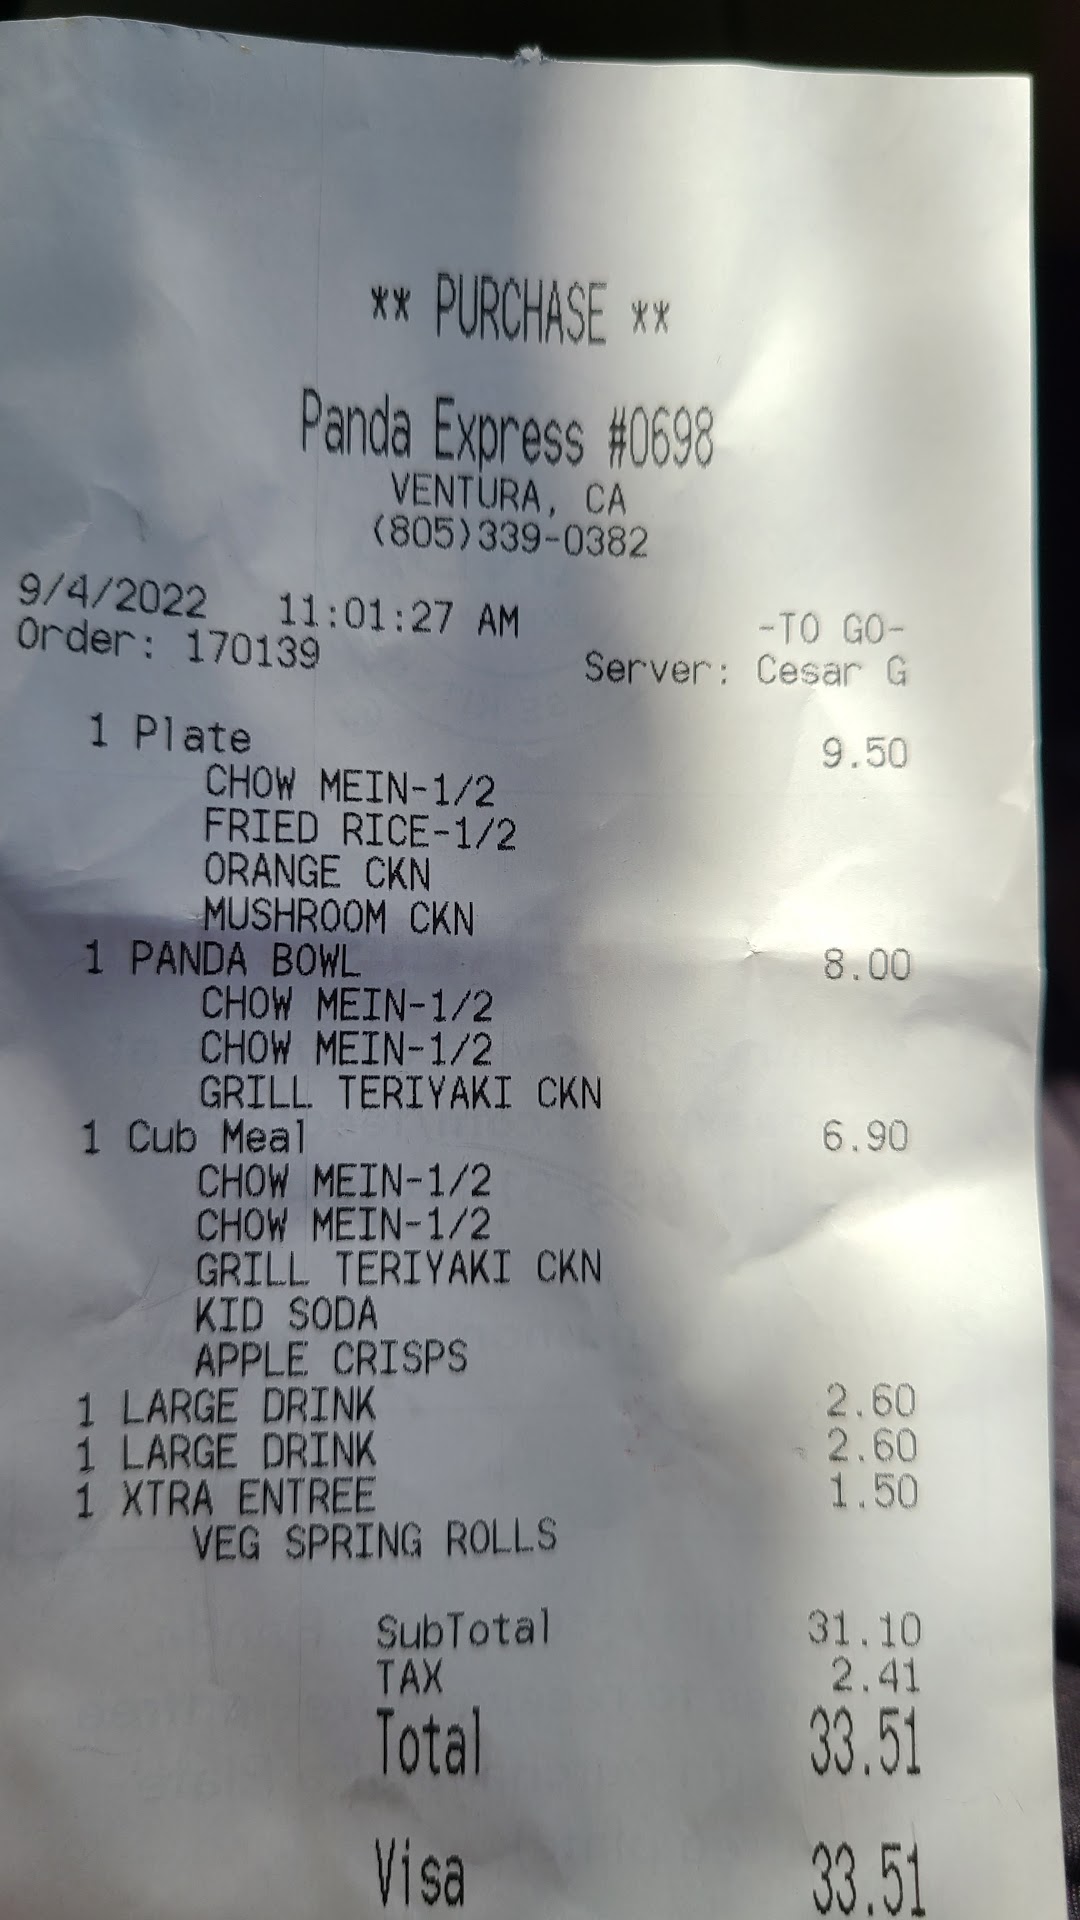 ** PURCHASE **
Panda Express #0698
VENTURA, CA
(805)339-0382
9/4/2022 11:01:27 AM -TO GO-
Order: 170139 Server: Cesar G
1 Plate 9.50
CHOW MEIN-1/2
FRIED RICE-1/2
ORANGE CKN
MUSHROOM CKN
1 PANDA BOWL 8.00
CHOW MEIN-1/2
CHOW MEIN-1/2
GRILL TERIYAKI CKN
1 Cub Meal 6.90
CHOW MEIN-1/2
CHOW MEIN-1/2
GRILL TERIYAKI CKN
KID SODA
APPLE CRISPS
1 LARGE DRINK 2.60
1 LARGE DRINK 2.60
1 XTRA ENTREE 1.50
VEG SPRING ROLLS
SubTotal 31.10
TAX 2.41
Total 33.51
Visa 33.51